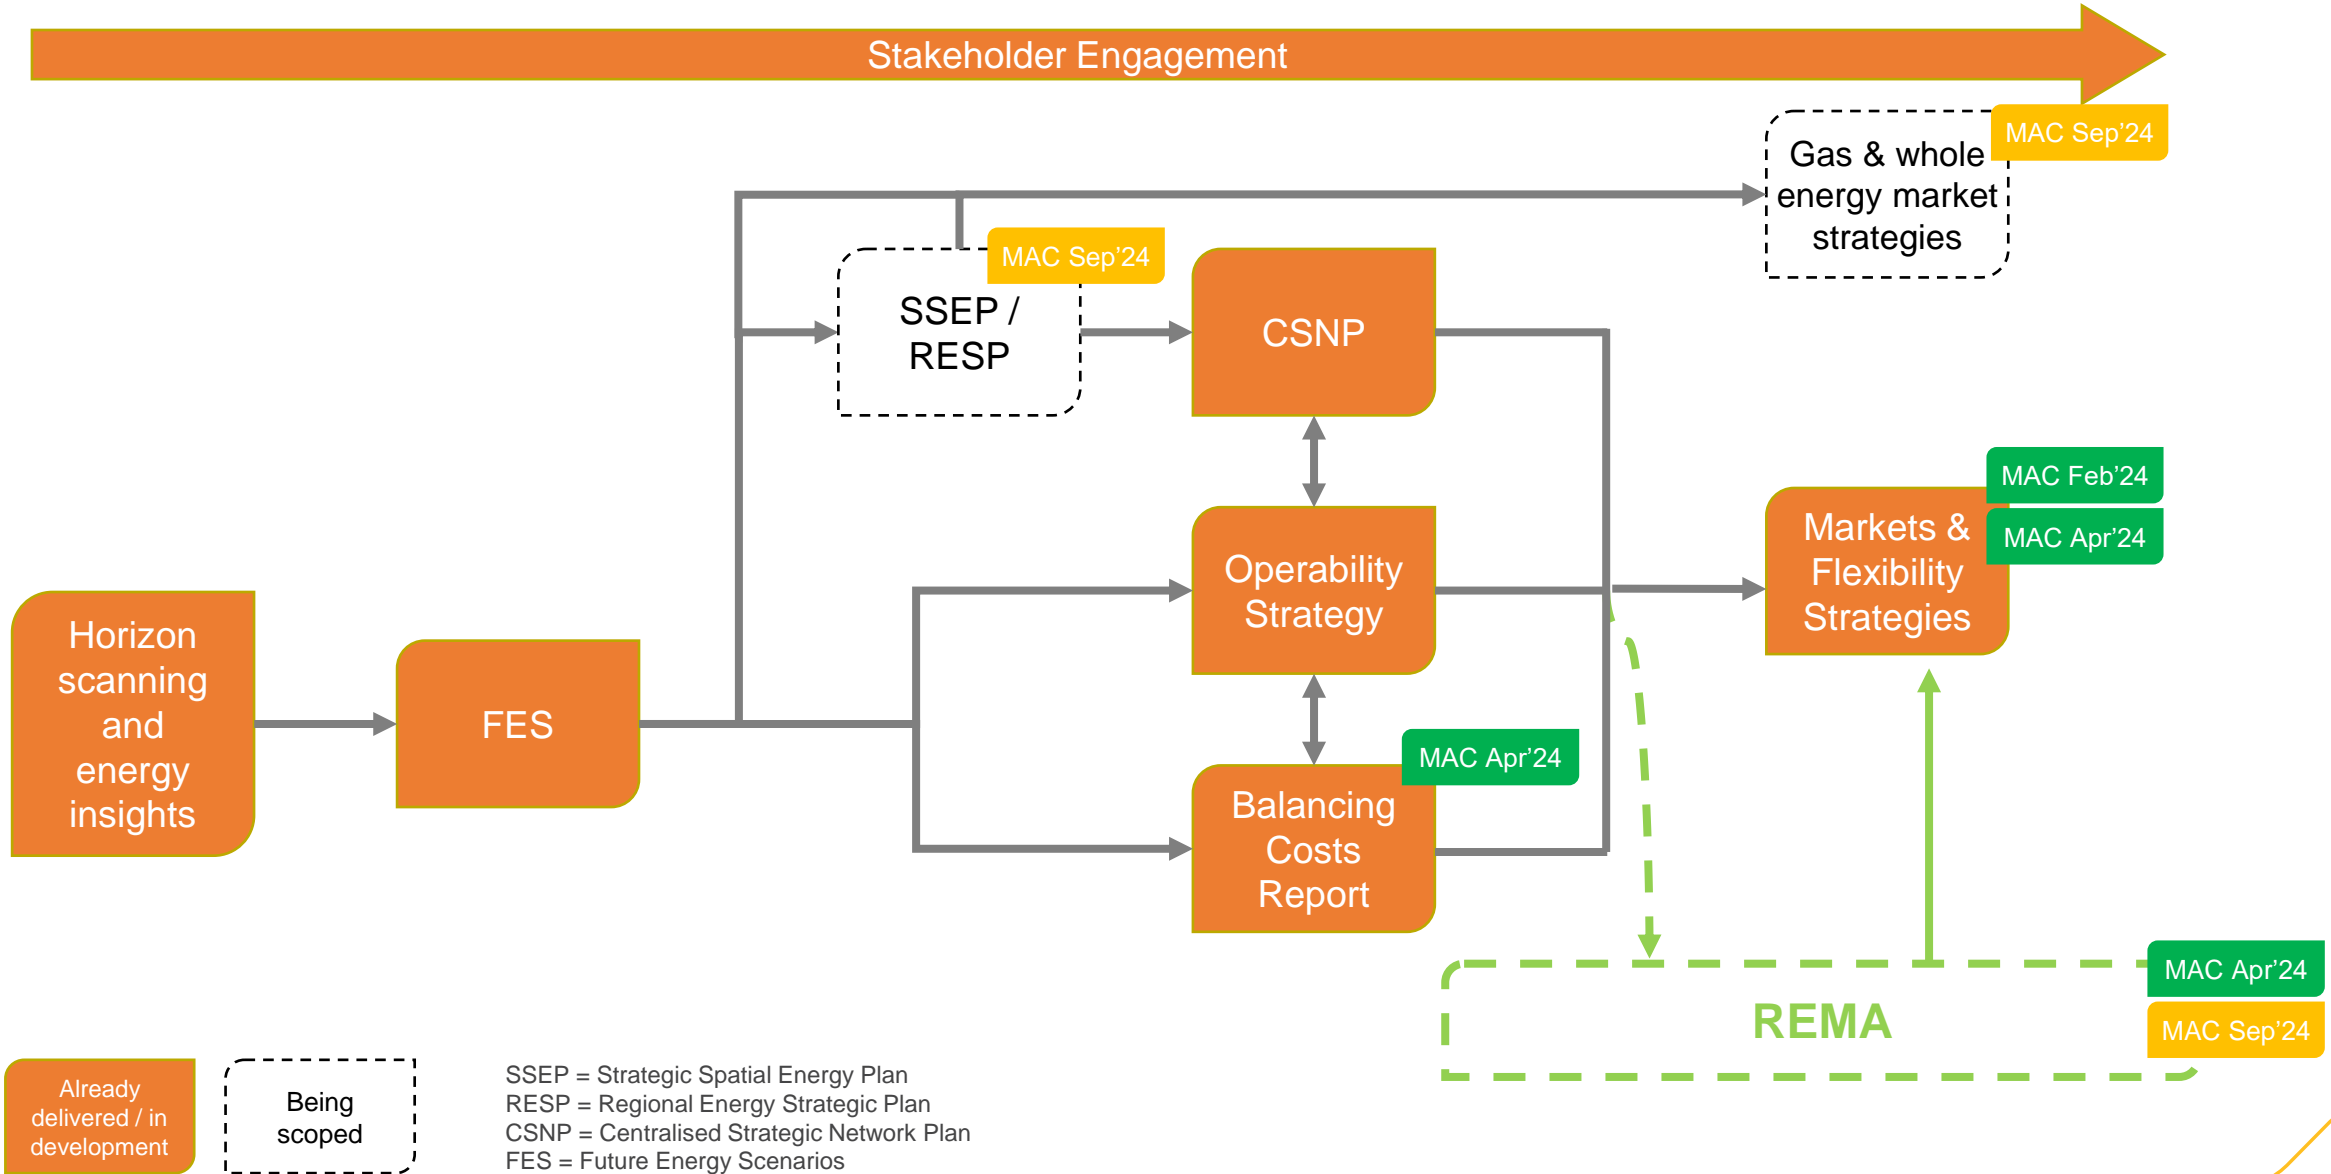 Stakeholder Engagement
MAC Sep’24
Gas & whole
energy market
strategies
MAC Sep’24
SSEP /
RESP
CSNP
MAC Feb’24
MAC Apr’24
Markets &
Flexibility
Strategies
Operability
Strategy
Horizon
scanning
and
energy
insights
FES
MAC Apr’24
Balancing
Costs
Report
MAC Apr’24
MAC Sep’24
REMA
Already
delivered / in
development
Being
scoped
SSEP = Strategic Spatial Energy Plan
RESP = Regional Energy Strategic Plan
CSNP = Centralised Strategic Network Plan
FES = Future Energy Scenarios